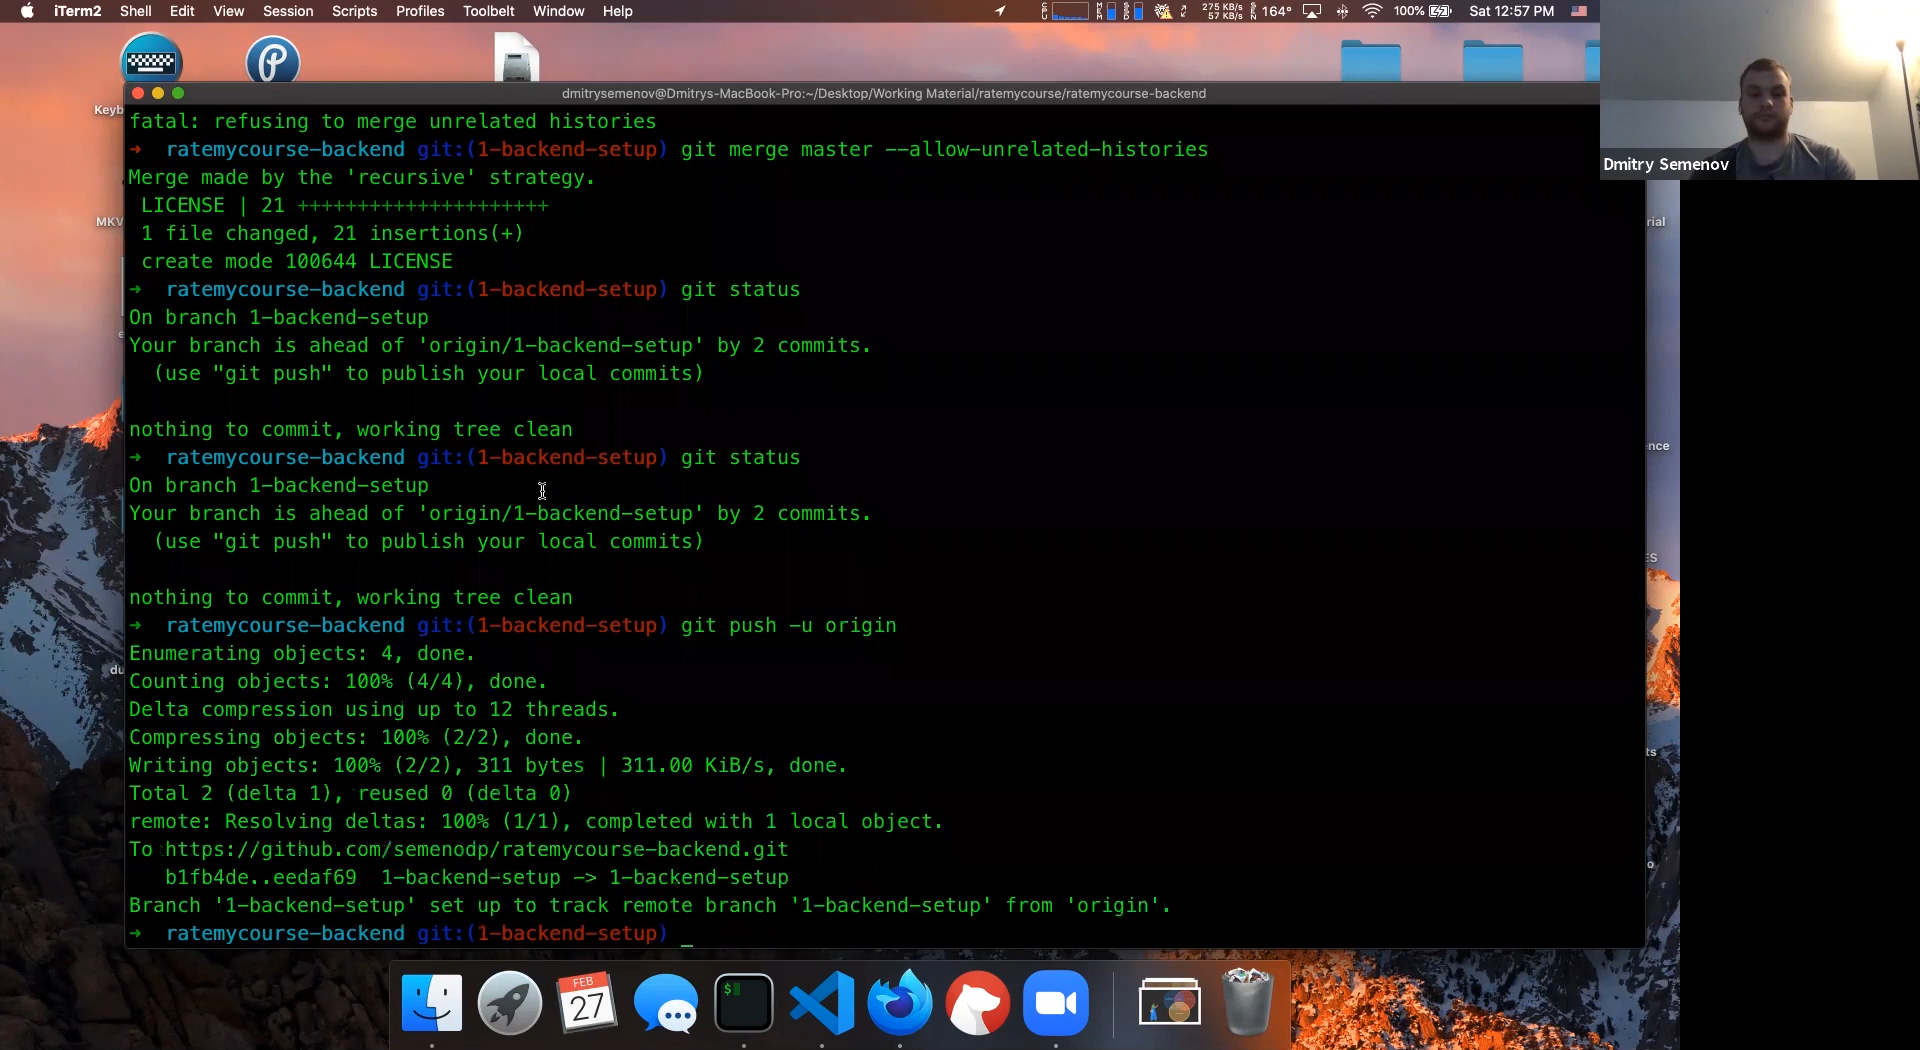 iTerm2 Shell Edit View Session Scripts Profiles Toolbelt Window Help
275 KB/s
57 KB/s
164° 100% Sat 12:57 PM
Keyb
MKV
dmitrysemenov@Dmitrys-MacBook-Pro:~/Desktop/Working Material/ratemycourse/ratemycourse-backend
Dmitry Semenov
fatal: refusing to merge unrelated histories
➜ ratemycourse-backend git:(1-backend-setup) git merge master --allow-unrelated-histories
Merge made by the 'recursive' strategy.
LICENSE | 21 +++++++++++++++++++++
1 file changed, 21 insertions(+)
create mode 100644 LICENSE
➜ ratemycourse-backend git:(1-backend-setup) git status
On branch 1-backend-setup
Your branch is ahead of 'origin/1-backend-setup' by 2 commits.
(use "git push" to publish your local commits)
nothing to commit, working tree clean
➜ ratemycourse-backend git:(1-backend-setup) git status
On branch 1-backend-setup
Your branch is ahead of 'origin/1-backend-setup' by 2 commits.
(use "git push" to publish your local commits)
nothing to commit, working tree clean
➜ ratemycourse-backend git:(1-backend-setup) git push -u origin
Enumerating objects: 4, done.
Counting objects: 100% (4/4), done.
Delta compression using up to 12 threads.
Compressing objects: 100% (2/2), done.
Writing objects: 100% (2/2), 311 bytes | 311.00 KiB/s, done.
Total 2 (delta 1), reused 0 (delta 0)
remote: Resolving deltas: 100% (1/1), completed with 1 local object.
To https://github.com/semenodp/ratemycourse-backend.git
b1fb4de..eedaf69 1-backend-setup -> 1-backend-setup
Branch '1-backend-setup' set up to track remote branch '1-backend-setup' from 'origin'.
➜ ratemycourse-backend git:(1-backend-setup)
rial
nce
ES
ts
du
FEB
27